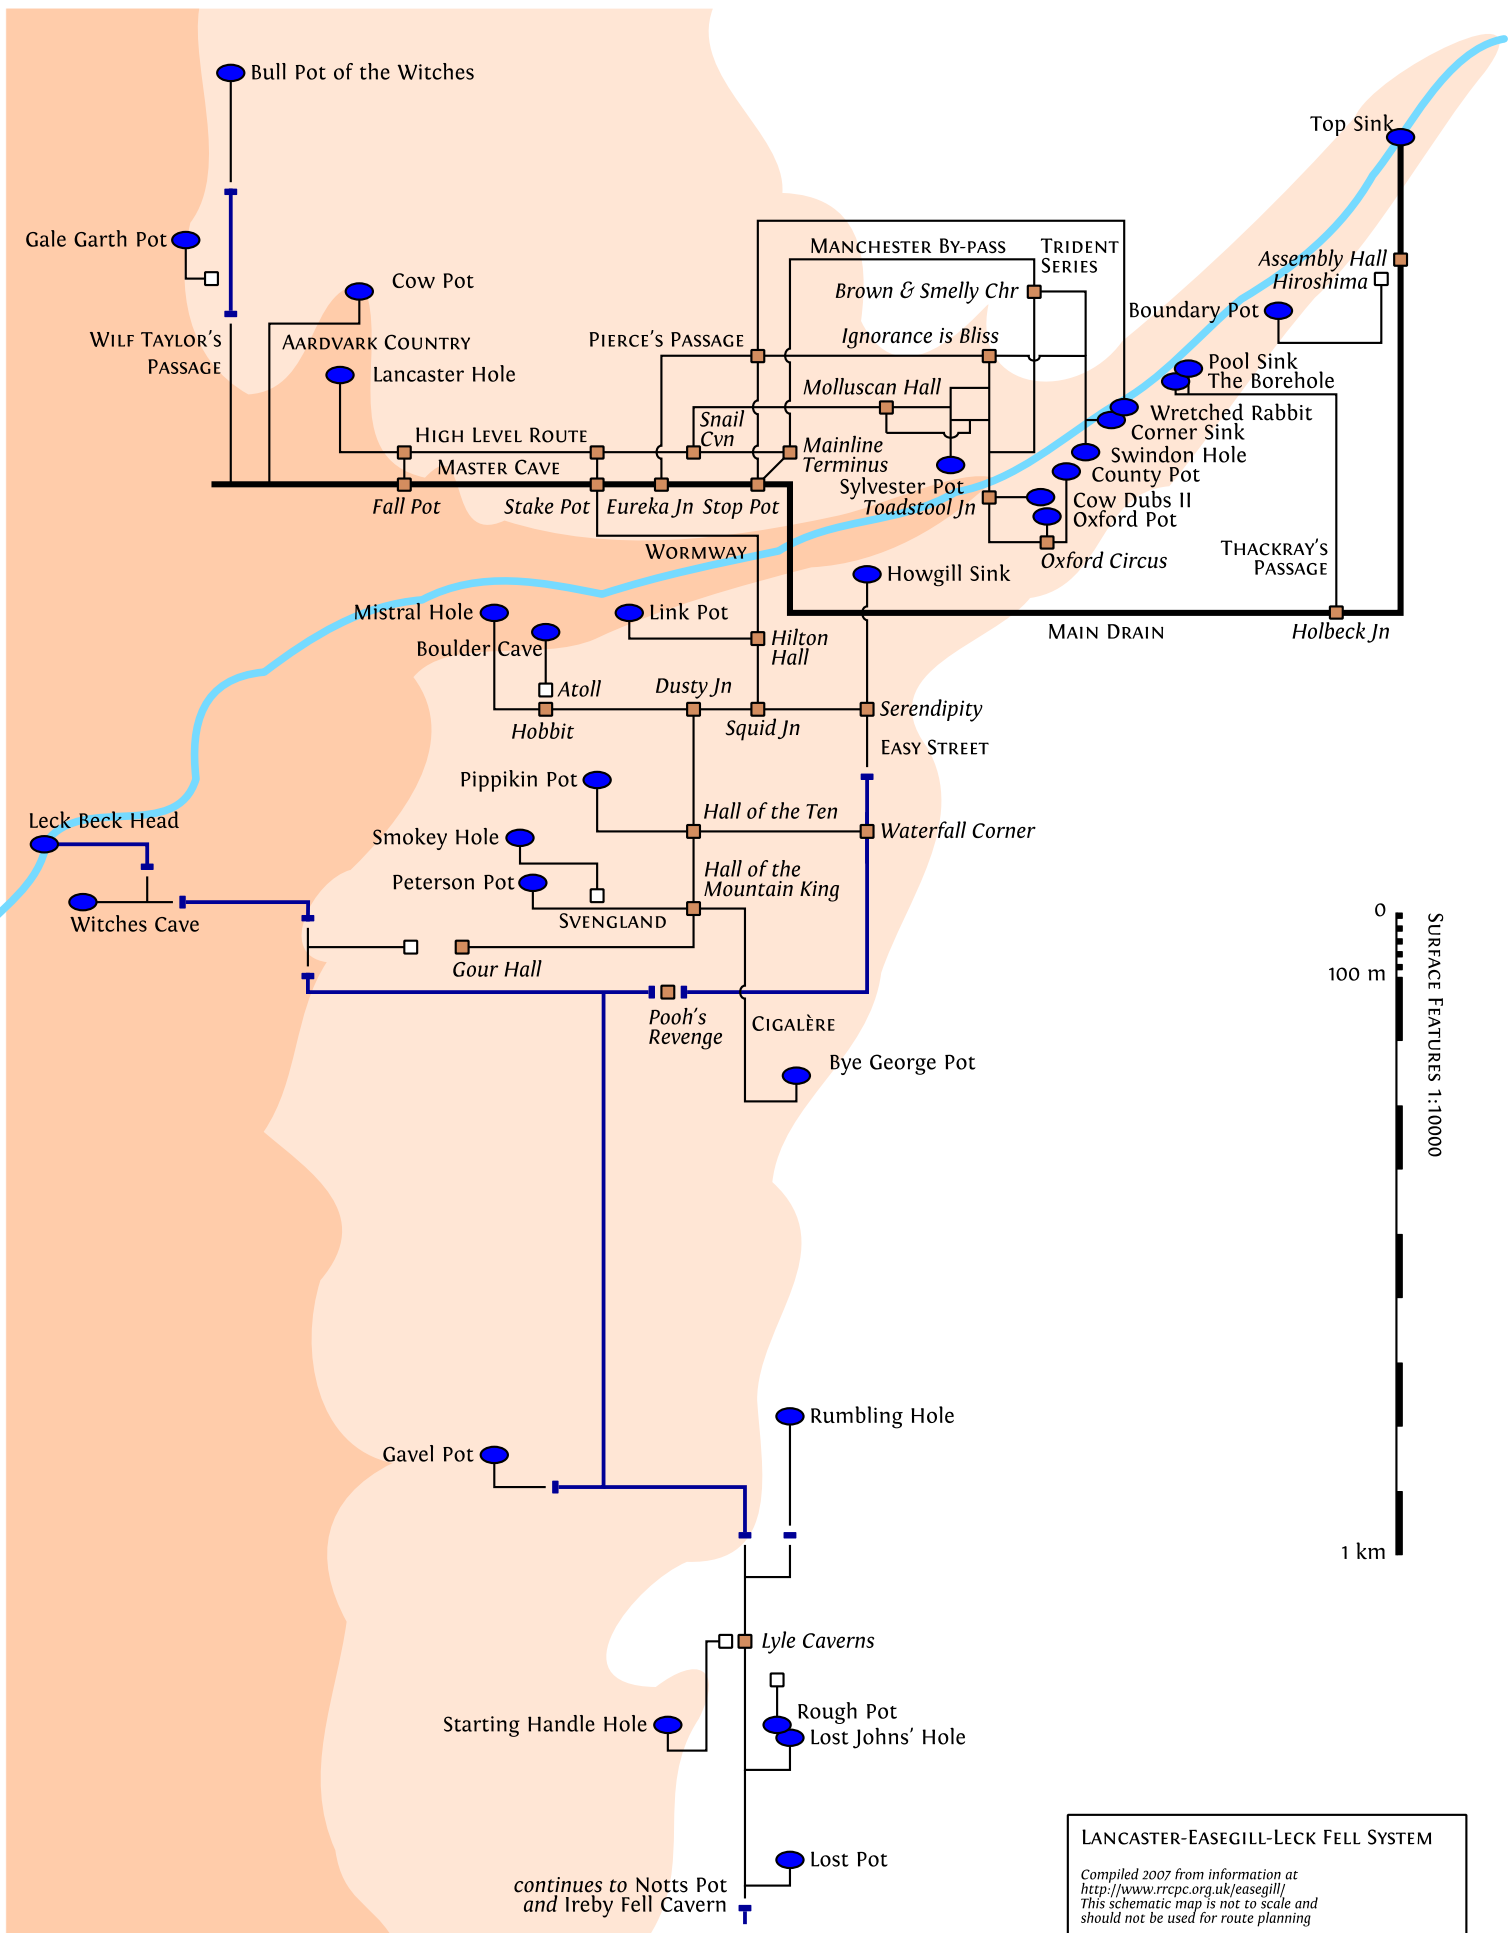 Bull Pot of the Witches
Top Sink
Gale Garth Pot
Manchester By-pass
Trident
Series
Assembly Hall
Hiroshima
Cow Pot
Brown & Smelly Chr
Boundary Pot
Wilf Taylor's
Passage
Aardvark Country
Pierce's Passage
Ignorance is Bliss
Pool Sink
The Borehole
Lancaster Hole
Molluscan Hall
Wretched Rabbit
Corner Sink
Snail
Cvn
High Level Route
Mainline
Terminus
Swindon Hole
Master Cave
County Pot
Sylvester Pot
Toadstool Jn
Cow Dubs II
Oxford Pot
Fall Pot
Stake Pot
Eureka Jn
Stop Pot
Wormway
Oxford Circus
Thackray's
Passage
Howgill Sink
Mistral Hole
Link Pot
Main Drain
Holbeck Jn
Boulder Cave
Hilton
Hall
Atoll
Dusty Jn
Hobbit
Squid Jn
Serendipity
Easy Street
Pippikin Pot
Hall of the Ten
Waterfall Corner
Leck Beck Head
Smokey Hole
Hall of the
Mountain King
Peterson Pot
Witches Cave
Svengland
Gour Hall
0
100 m
Surface Features 1:10000
1 km
Pooh's
Revenge
Cigalère
Bye George Pot
Rumbling Hole
Gavel Pot
Lyle Caverns
Rough Pot
Starting Handle Hole
Lost Johns' Hole
Lost Pot
continues to Notts Pot
and Ireby Fell Cavern
Lancaster-Easegill-Leck Fell System
Compiled 2007 from information at
http://www.rrcpc.org.uk/easegill/
This schematic map is not to scale and
should not be used for route planning